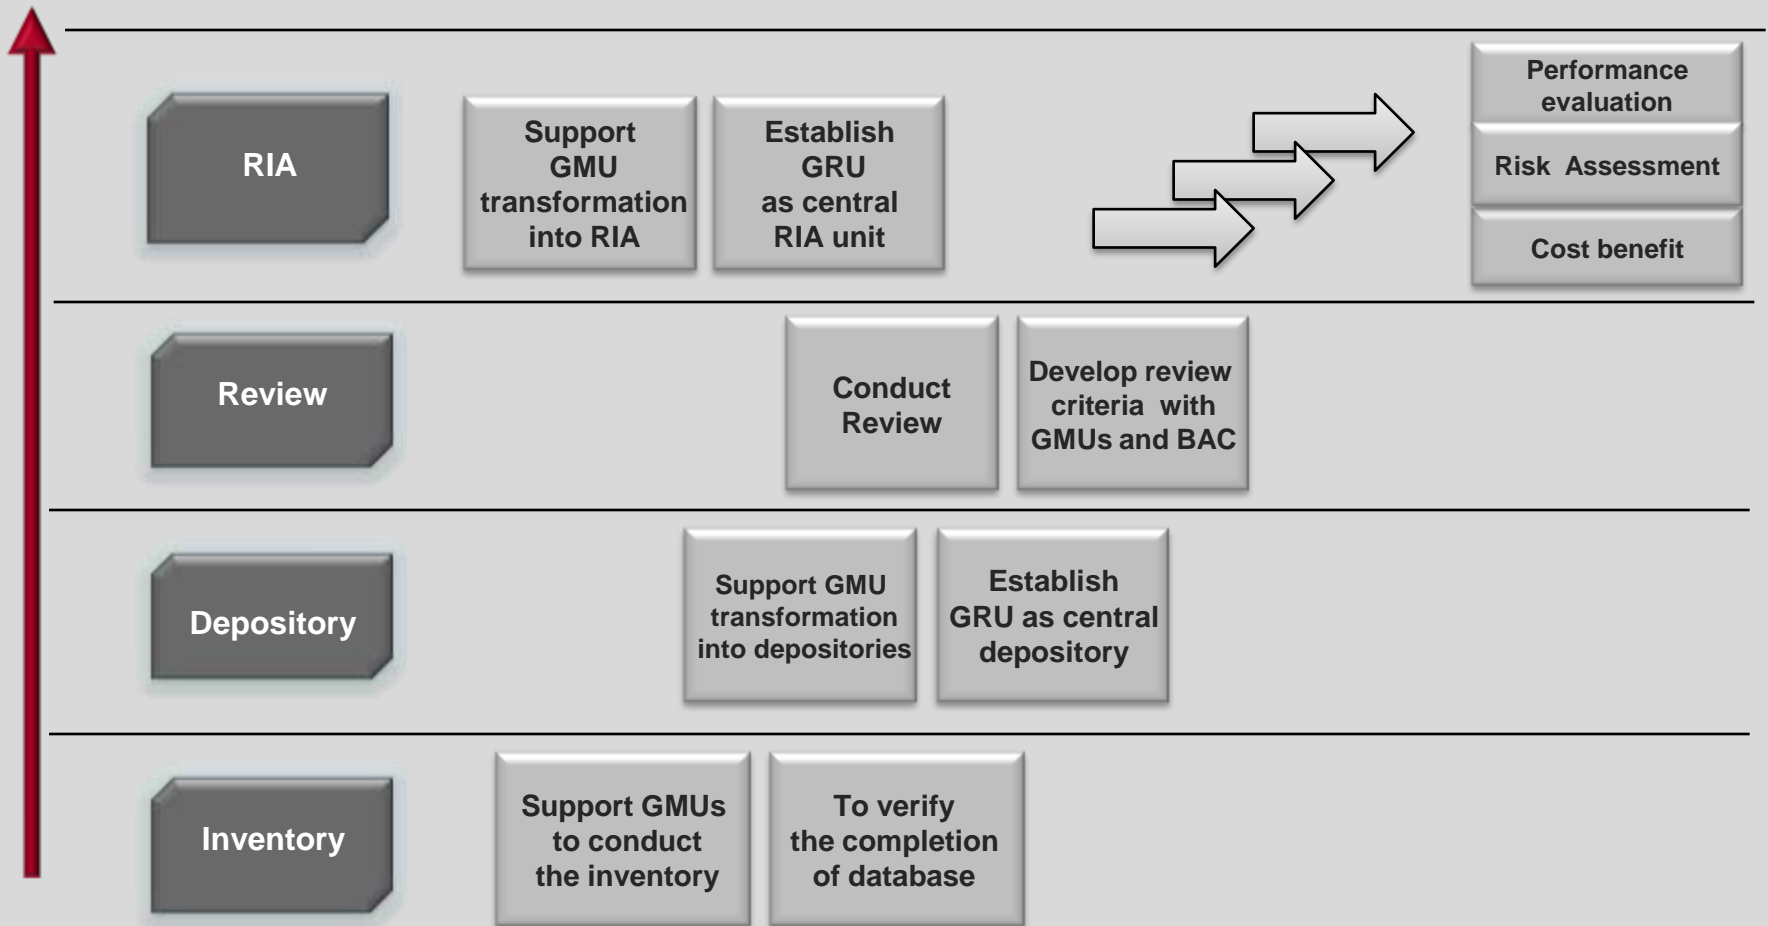 RIA
Support
GMU
transformation
into RIA
Establish
GRU
as central
RIA unit
Performance
evaluation
Risk Assessment
Cost benefit
Review
Conduct
Review
Develop review
criteria with
GMUs and BAC
Depository
Support GMU
transformation
into depositories
Establish
GRU as central
depository
Inventory
Support GMUs
to conduct
the inventory
To verify
the completion
of database